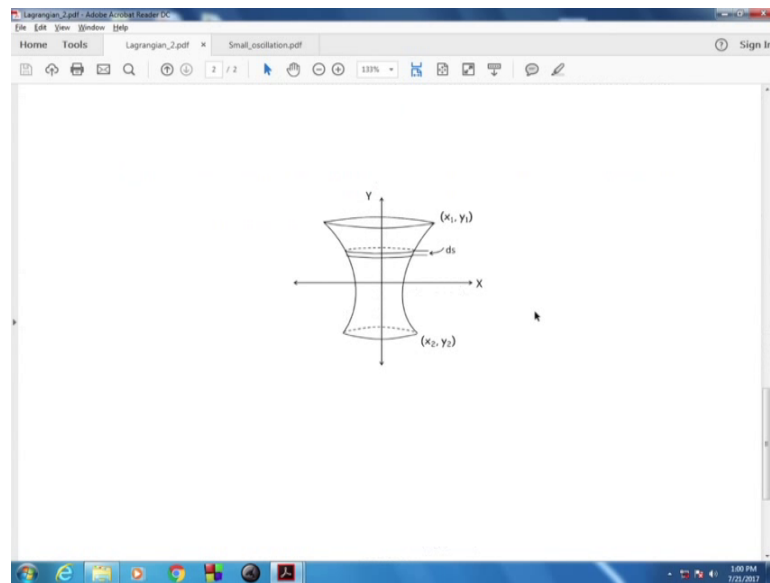 Lagrangian_2.pdf - Adobe Acrobat Reader DC
File Edit View Window Help
Home Tools Lagrangian_2.pdf × Small_oscillation.pdf ? Sign In
2 / 2 133%
Y
(x₁, y₁)
ds
X
(x₂, y₂)
1:00 PM
7/21/2017